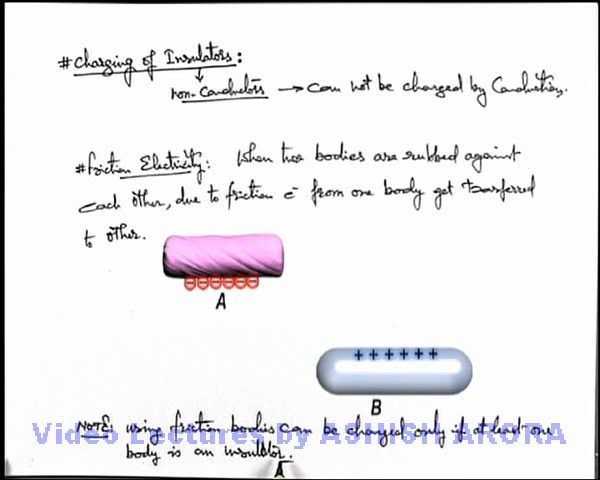 # Charging of Insulators :
non-Conductors → Can not be charged by Conduction.
# Friction Electricity : When two bodies are rubbed against
each other, due to friction e⁻ from one body get transferred
to other.
⊖⊖⊖⊖⊖⊖
A
+ + + + + +
B
NOTE: using friction bodies can be charged only if at least one
Video Lectures by ASHISH ARORA
body is an insulator.
A